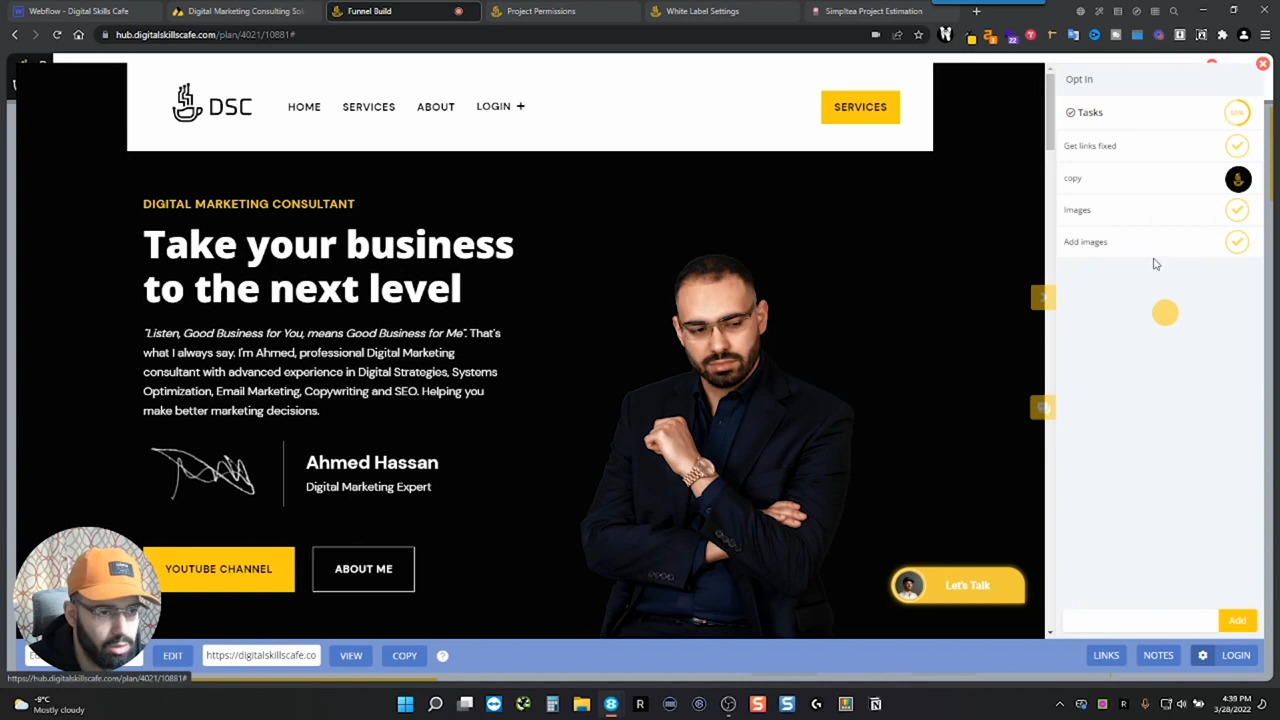 Webflow - Digital Skills Cafe
Digital Marketing Consulting Sol
Funnel Build
Project Permissions
White Label Settings
Simpltea Project Estimation
hub.digitalskillscafe.com/plan/4021/10881#
22
DSC
HOME
SERVICES
ABOUT
LOGIN +
SERVICES
DIGITAL MARKETING CONSULTANT
Take your business
to the next level
"Listen, Good Business for You, means Good Business for Me". That's
what I always say. I'm Ahmed, professional Digital Marketing
consultant with advanced experience in Digital Strategies, Systems
Optimization, Email Marketing, Copywriting and SEO. Helping you
make better marketing decisions.
Ahmed Hassan
Digital Marketing Expert
YOUTUBE CHANNEL
ABOUT ME
Let's Talk
Opt In
Tasks
50%
Get links fixed
copy
Images
Add images
Add
EDIT
https://digitalskillscafe.co
VIEW
COPY
?
LINKS
NOTES
LOGIN
https://hub.digitalskillscafe.com/plan/4021/10881#
-9°C
Mostly cloudy
4:39 PM
3/28/2022